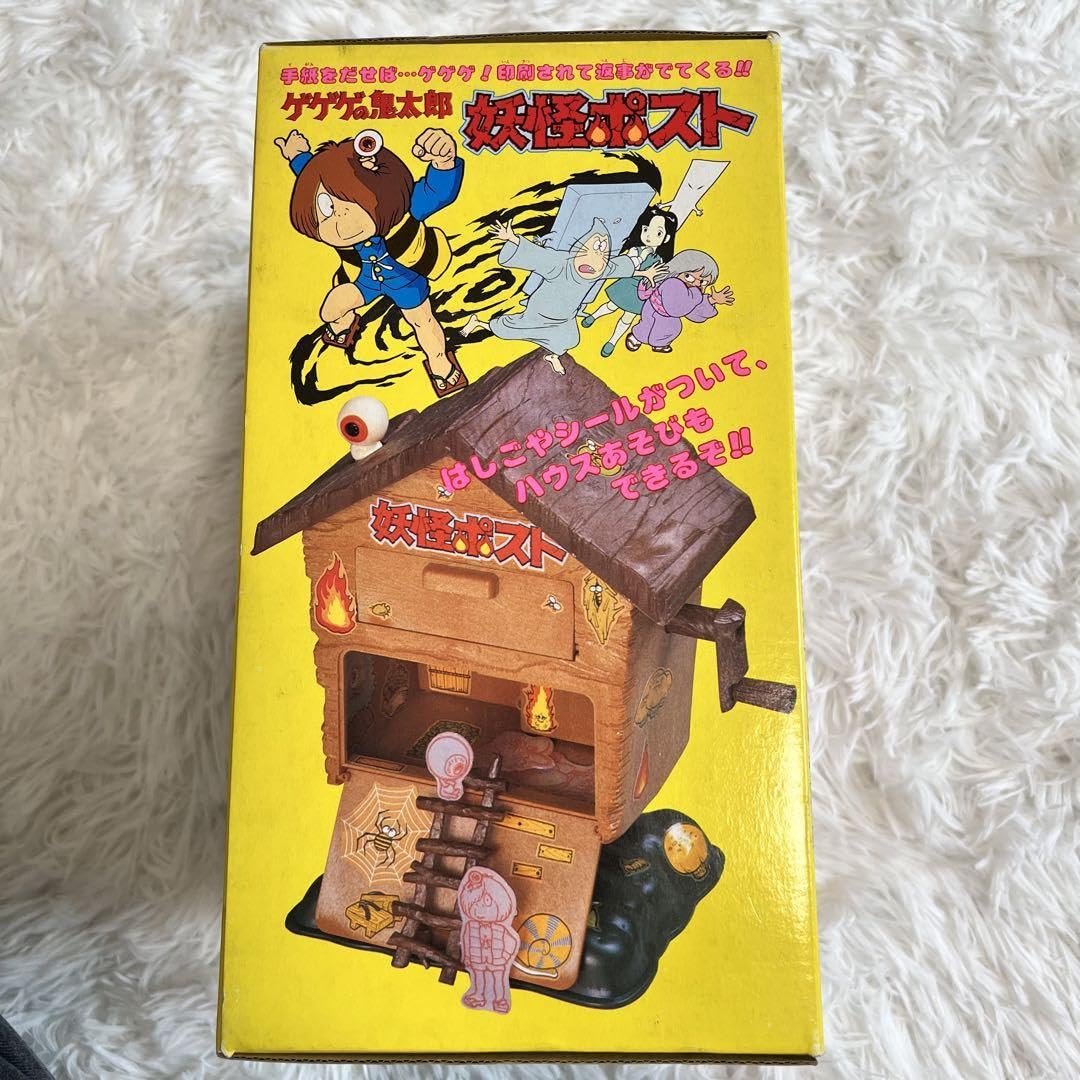 手紙をだせば…ゲゲゲ！印刷されて返事がでてくる!!
ゲゲゲの鬼太郎
妖怪ポスト
はしごやシールがついて、
ハウスあそびも
できるぞ!!
妖怪ポスト